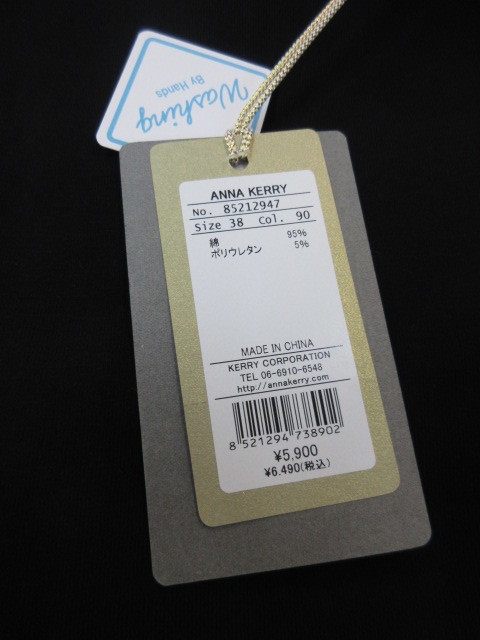 Washing
By Hands
ANNA KERRY
No. 85212947
Size 38 Col. 90
綿 95%
ポリウレタン 5%
MADE IN CHINA
KERRY CORPORATION
TEL 06-6910-6548
http://annakerry.com
8 521294 738902
¥5,900
¥6,490(税込)